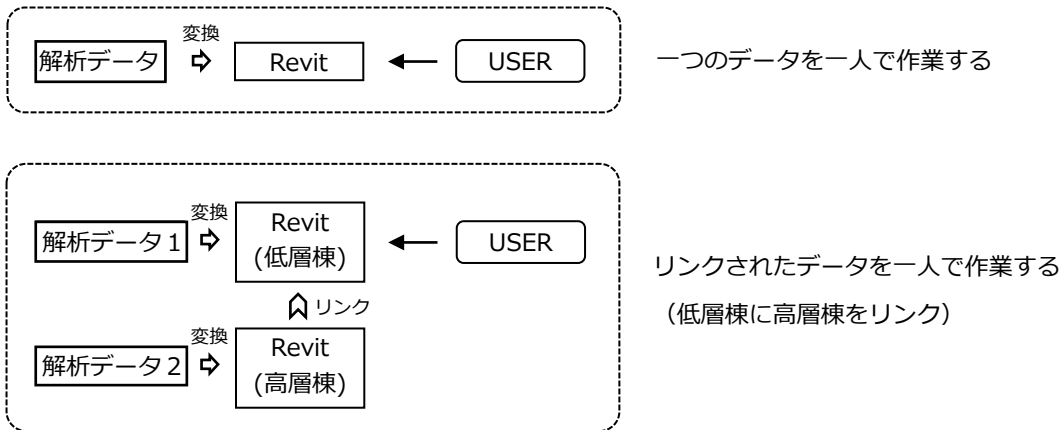 変換
解析データ
Revit
USER
一つのデータを一人で作業する
変換
解析データ１
Revit
(低層棟)
USER
リンク
リンクされたデータを一人で作業する
（低層棟に高層棟をリンク）
変換
解析データ２
Revit
(高層棟)